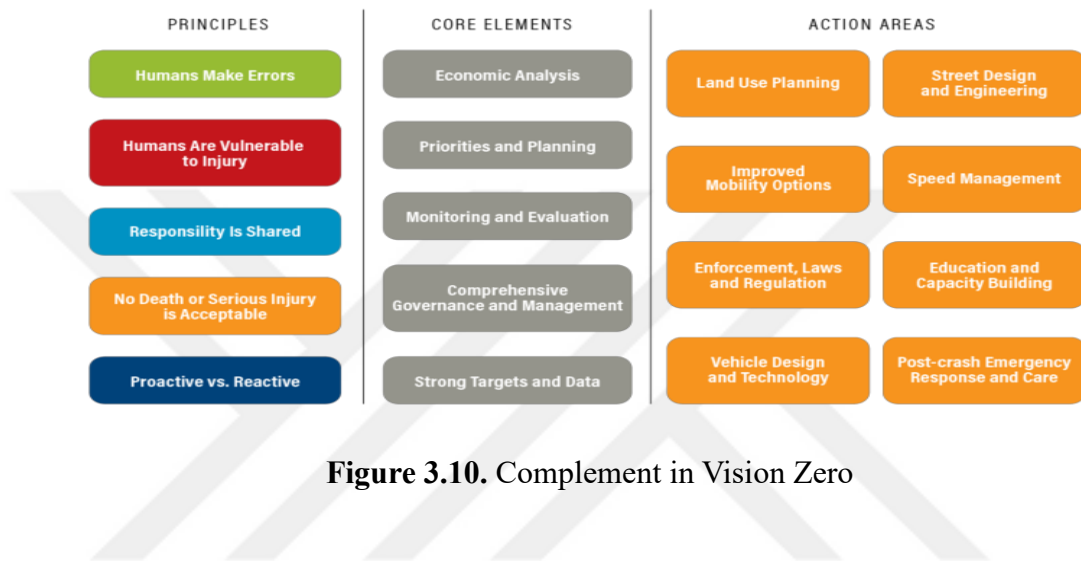 PRINCIPLES
Humans Make Errors
Humans Are Vulnerable
to Injury
Responsility Is Shared
No Death or Serious Injury
is Acceptable
Proactive vs. Reactive
CORE ELEMENTS
Economic Analysis
Priorities and Planning
Monitoring and Evaluation
Comprehensive
Governance and Management
Strong Targets and Data
ACTION AREAS
Land Use Planning
Street Design
and Engineering
Improved
Mobility Options
Speed Management
Enforcement, Laws
and Regulation
Education and
Capacity Building
Vehicle Design
and Technology
Post-crash Emergency
Response and Care
Figure 3.10. Complement in Vision Zero